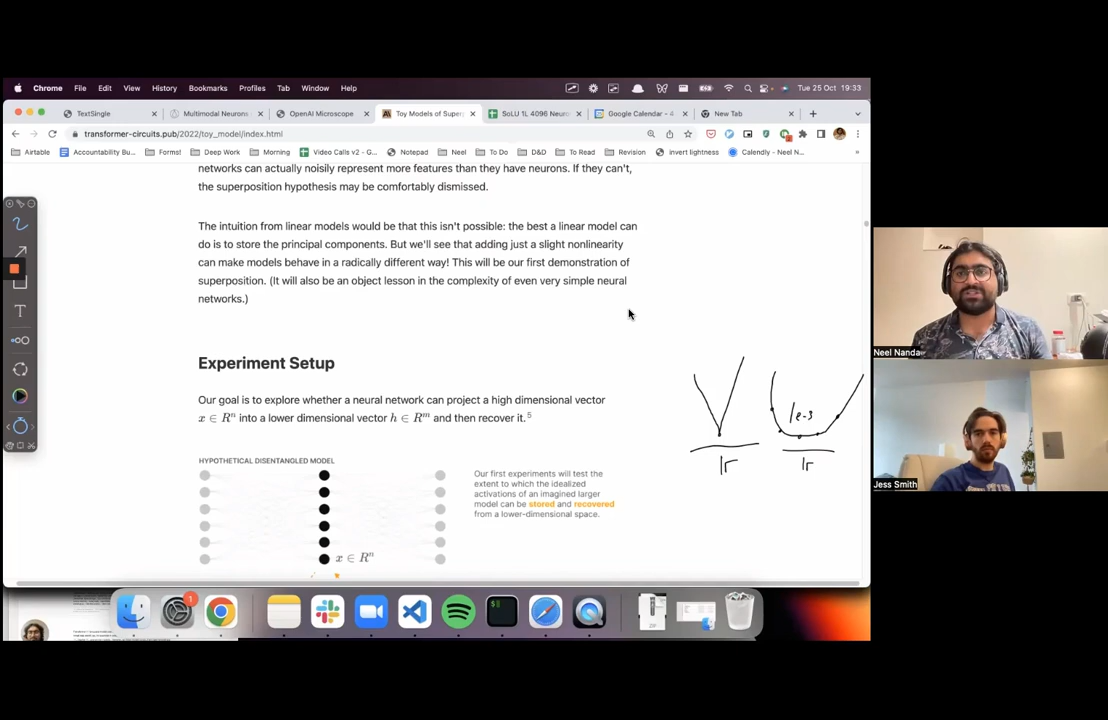 Chrome File Edit View History Bookmarks Profiles Tab Window Help Tue 25 Oct 19:33
TextSingle Multimodal Neurons OpenAI Microscope Toy Models of Super SoLU 1L 4096 Neuro Google Calendar - New Tab
transformer-circuits.pub/2022/toy_model/index.html
Airtable Accountability Bu... Forms! Deep Work Morning Video Calls v2 - G... Notepad Neel To Do D&D To Read Revision invert lightness Calendly - Neel N...
networks can actually noisily represent more features than they have neurons. If they can't,
the superposition hypothesis may be comfortably dismissed.
The intuition from linear models would be that this isn't possible: the best a linear model can
do is to store the principal components. But we'll see that adding just a slight nonlinearity
can make models behave in a radically different way! This will be our first demonstration of
superposition. (It will also be an object lesson in the complexity of even very simple neural
networks.)
Experiment Setup
Our goal is to explore whether a neural network can project a high dimensional vector
x ∈ Rⁿ into a lower dimensional vector h ∈ Rᵐ and then recover it.⁵
HYPOTHETICAL DISENTANGLED MODEL
Our first experiments will test the
extent to which the idealized
activations of an imagined larger
model can be stored and recovered
from a lower-dimensional space.
x ∈ Rⁿ
1e-3
lr
lr
T
1
ZIP
Neel Nanda
Jess Smith